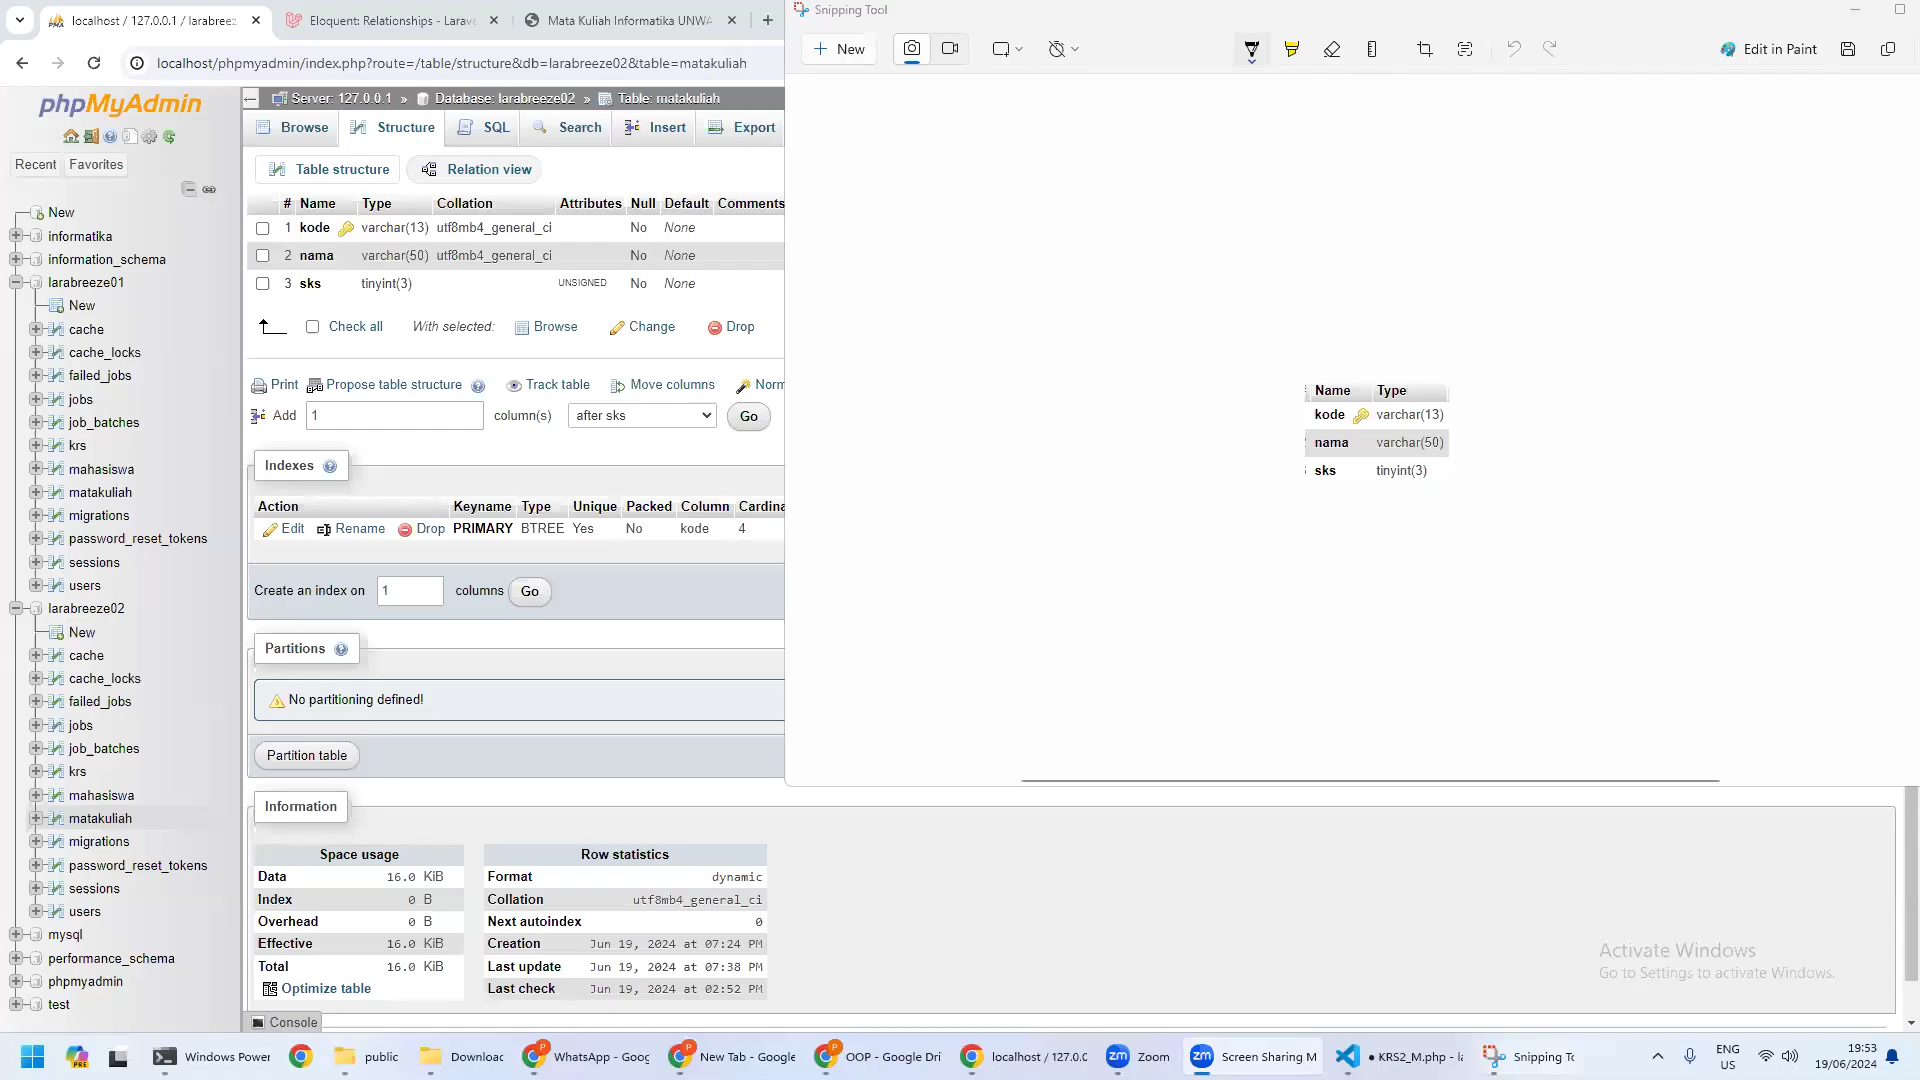 localhost / 127.0.0.1 / larabreez
Eloquent: Relationships - Larave
Mata Kuliah Informatika UNWA
localhost/phpmyadmin/index.php?route=/table/structure&db=larabreeze02&table=matakuliah
phpMyAdmin
Recent Favorites
New
informatika
information_schema
larabreeze01
New
cache
cache_locks
failed_jobs
jobs
job_batches
krs
mahasiswa
matakuliah
migrations
password_reset_tokens
sessions
users
larabreeze02
New
cache
cache_locks
failed_jobs
jobs
job_batches
krs
mahasiswa
matakuliah
migrations
password_reset_tokens
sessions
users
mysql
performance_schema
phpmyadmin
test
Server: 127.0.0.1 » Database: larabreeze02 » Table: matakuliah
Browse Structure SQL Search Insert Export
Table structure Relation view
# Name Type Collation Attributes Null Default Comments
1 kode varchar(13) utf8mb4_general_ci No None
2 nama varchar(50) utf8mb4_general_ci No None
3 sks tinyint(3) UNSIGNED No None
Check all With selected: Browse Change Drop
Print Propose table structure Track table Move columns Norm
Add 1 column(s) after sks Go
Indexes
Action Keyname Type Unique Packed Column Cardina
Edit Rename Drop PRIMARY BTREE Yes No kode 4
Create an index on 1 columns Go
Partitions
No partitioning defined!
Partition table
Information
Space usage
Data 16.0 KiB
Index 0 B
Overhead 0 B
Effective 16.0 KiB
Total 16.0 KiB
Optimize table
Row statistics
Format dynamic
Collation utf8mb4_general_ci
Next autoindex 0
Creation Jun 19, 2024 at 07:24 PM
Last update Jun 19, 2024 at 07:38 PM
Last check Jun 19, 2024 at 02:52 PM
Console
Snipping Tool
New
Edit in Paint
Name Type
kode varchar(13)
nama varchar(50)
sks tinyint(3)
Activate Windows
Go to Settings to activate Windows.
Windows Power
public
Downloac
WhatsApp - Goog
New Tab - Google
OOP - Google Dri
localhost / 127.0.0
Zoom
Screen Sharing M
● KRS2_M.php - la
Snipping To
ENG
US
19:53
19/06/2024